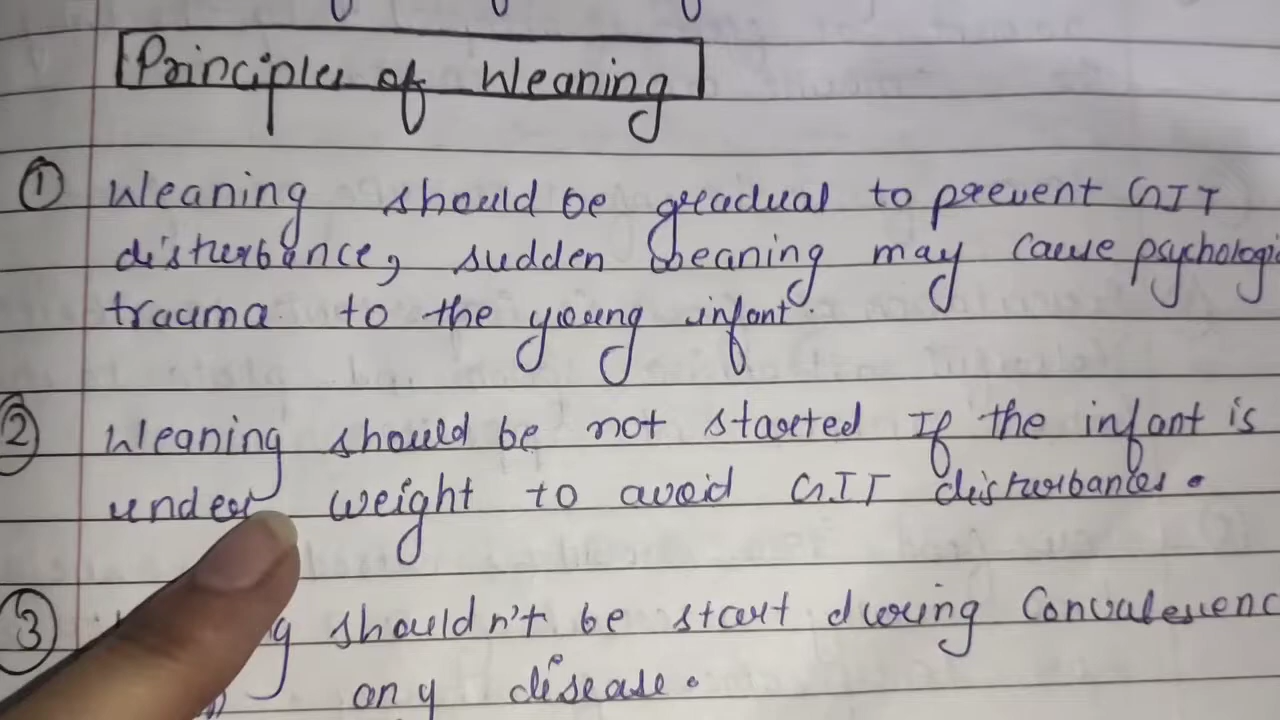 Principles of Weaning
① Weaning should be gradual to prevent GIT
disturbance, sudden weaning may cause psychologi
trauma to the young infant.
② Weaning should be not started If the infant is
under weight to avoid GIT disturbances.
③ shouldn't be start during Convalescenc
any disease.